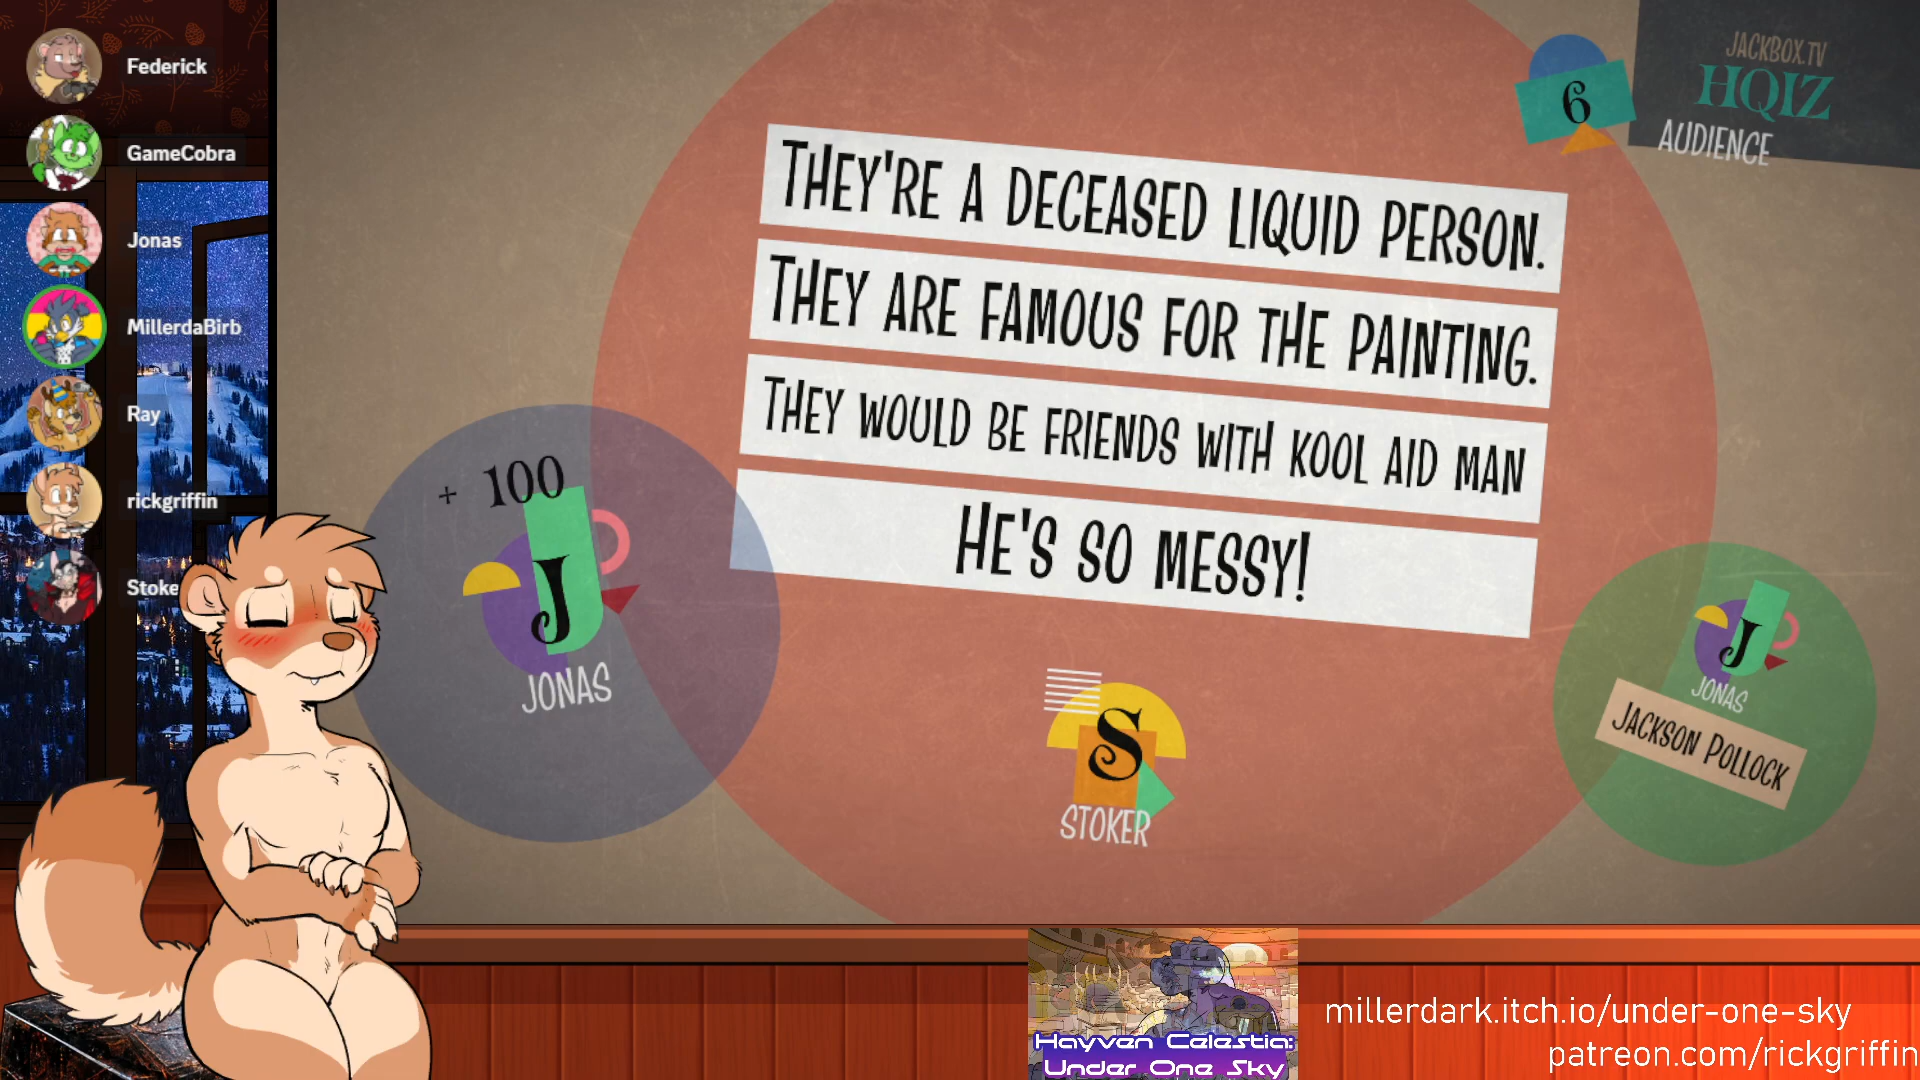 Federick
GameCobra
Jonas
MillerdaBirb
Ray
rickgriffin
Stoke
JACKBOX.TV
HQIZ
6
AUDIENCE
THEY'RE A DECEASED LIQUID PERSON.
THEY ARE FAMOUS FOR THE PAINTING.
THEY WOULD BE FRIENDS WITH KOOL AID MAN
HE'S SO MESSY!
+ 100
J
JONAS
S
STOKER
J
JONAS
JACKSON POLLOCK
Hayven Celestia:
Under One Sky
millerdark.itch.io/under-one-sky
patreon.com/rickgriffin